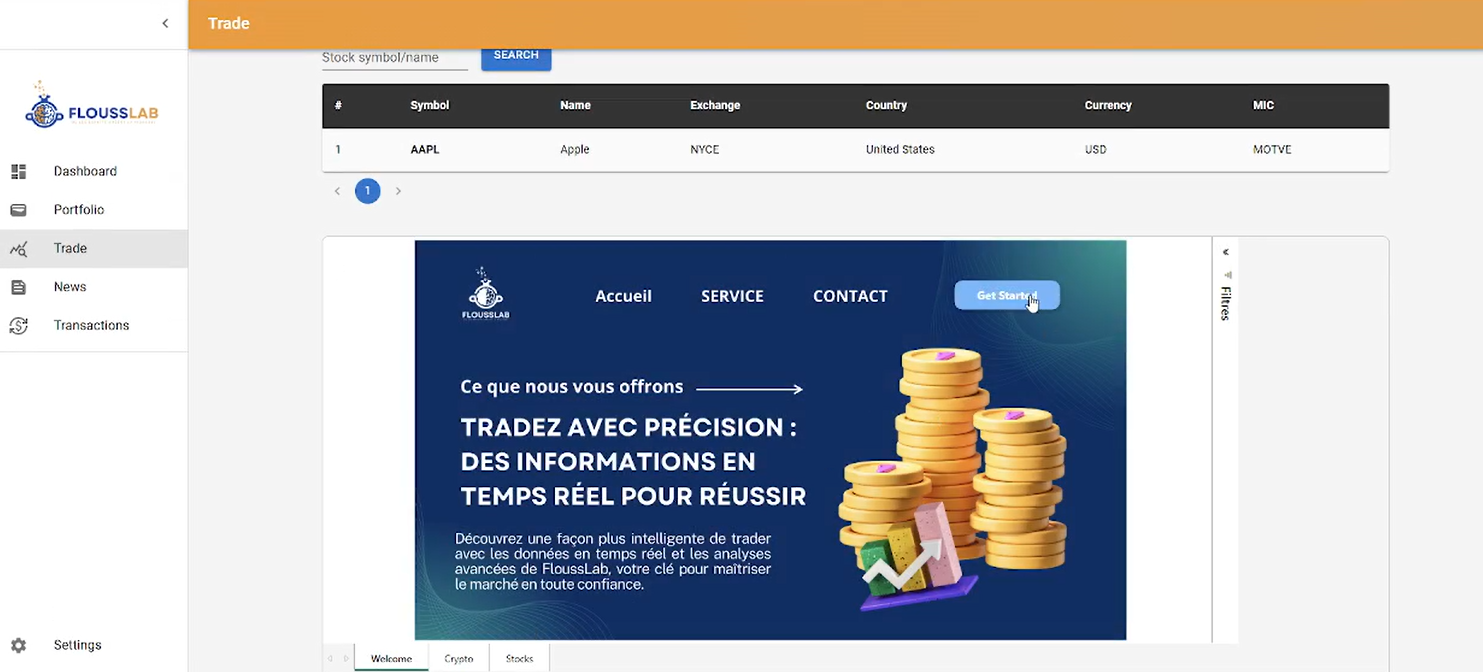 Trade
Stock symbol/name
SEARCH
FLOUSSLAB
# Symbol Name Exchange Country Currency MIC
1 AAPL Apple NYCE United States USD MOTVE
1
Dashboard
Portfolio
Trade
News
Transactions
Settings
FLOUSSLAB
Accueil SERVICE CONTACT Get Started
Filtres
Ce que nous vous offrons
TRADEZ AVEC PRÉCISION :
DES INFORMATIONS EN
TEMPS RÉEL POUR RÉUSSIR
Découvrez une façon plus intelligente de trader
avec les données en temps réel et les analyses
avancées de FloussLab, votre clé pour maîtriser
le marché en toute confiance.
Welcome Crypto Stocks